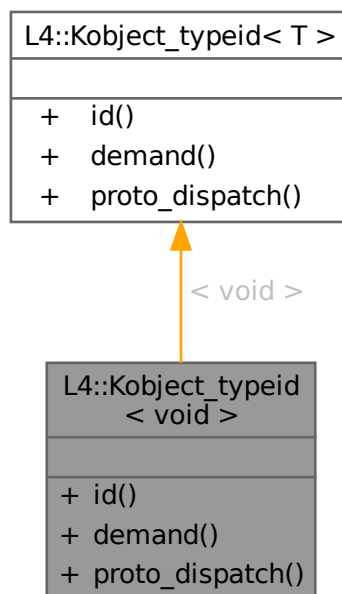 L4::Kobject_typeid< T >
+ id()
+ demand()
+ proto_dispatch()
< void >
L4::Kobject_typeid
< void >
+ id()
+ demand()
+ proto_dispatch()